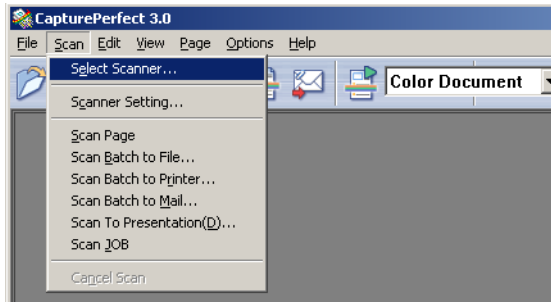 CapturePerfect 3.0
File Scan Edit View Page Options Help
Select Scanner...
Color Document
Scanner Setting...
Scan Page
Scan Batch to File...
Scan Batch to Printer...
Scan Batch to Mail...
Scan To Presentation(D)...
Scan JOB
Cancel Scan